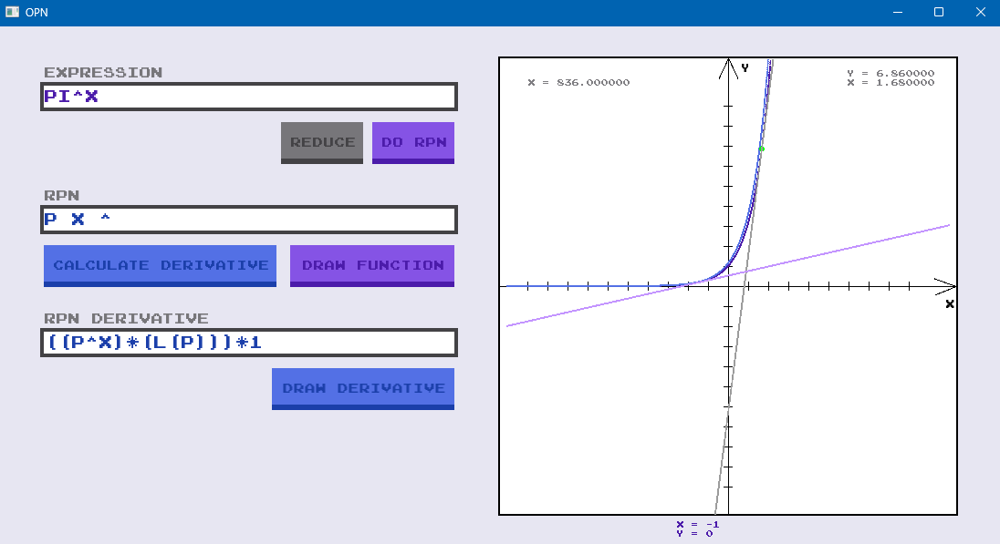 OPN
EXPRESSION
PI^X
REDUCE
DO RPN
RPN
P X ^
CALCULATE DERIVATIVE
DRAW FUNCTION
RPN DERIVATIVE
((P^X)*(L(P)))*1
DRAW DERIVATIVE
X = 836.000000
Y
Y = 6.860000
X = 1.680000
X
X = -1
Y = 0